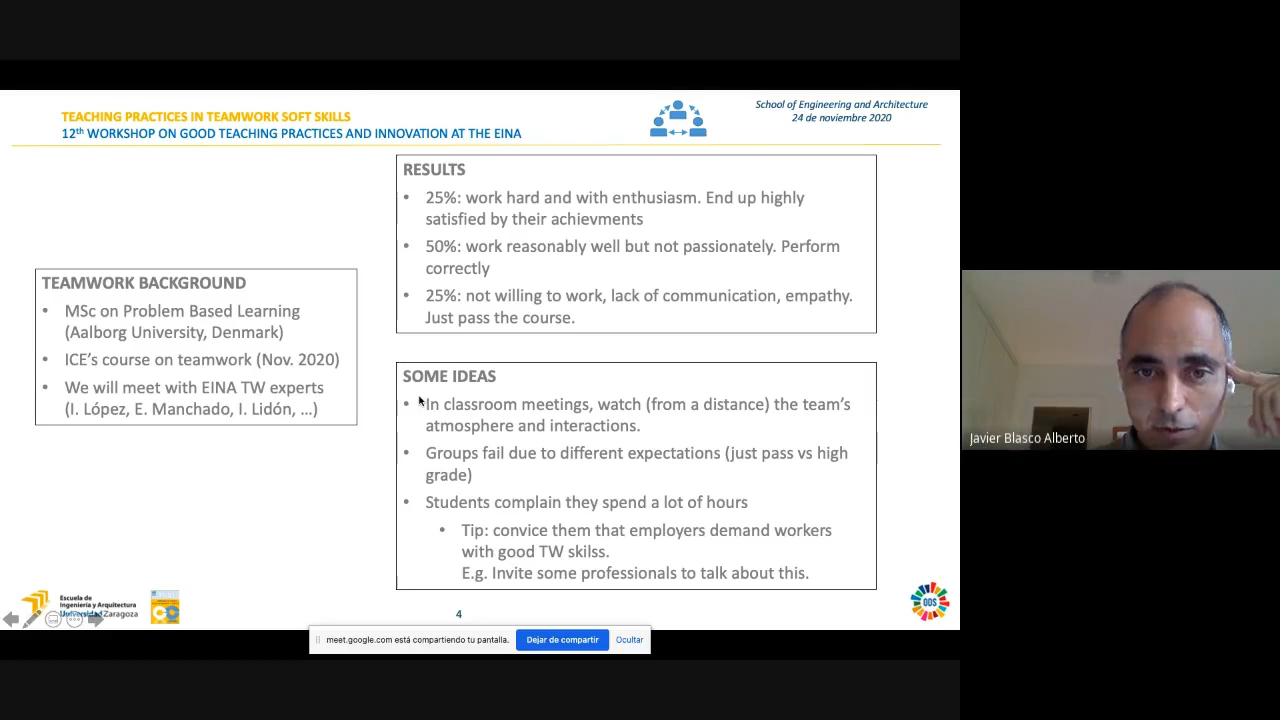 TEACHING PRACTICES IN TEAMWORK SOFT SKILLS
12th WORKSHOP ON GOOD TEACHING PRACTICES AND INNOVATION AT THE EINA
School of Engineering and Architecture
24 de noviembre 2020
TEAMWORK BACKGROUND
• MSc on Problem Based Learning
(Aalborg University, Denmark)
• ICE's course on teamwork (Nov. 2020)
• We will meet with EINA TW experts
(I. López, E. Manchado, I. Lidón, ...)
RESULTS
• 25%: work hard and with enthusiasm. End up highly
satisfied by their achievments
• 50%: work reasonably well but not passionately. Perform
correctly
• 25%: not willing to work, lack of communication, empathy.
Just pass the course.
SOME IDEAS
• In classroom meetings, watch (from a distance) the team's
atmosphere and interactions.
• Groups fail due to different expectations (just pass vs high
grade)
• Students complain they spend a lot of hours
• Tip: convice them that employers demand workers
with good TW skilss.
E.g. Invite some professionals to talk about this.
Javier Blasco Alberto
Escuela de
Ingeniería y Arquitectura
Universidad Zaragoza
4
ODS
meet.google.com está compartiendo tu pantalla.
Dejar de compartir
Ocultar